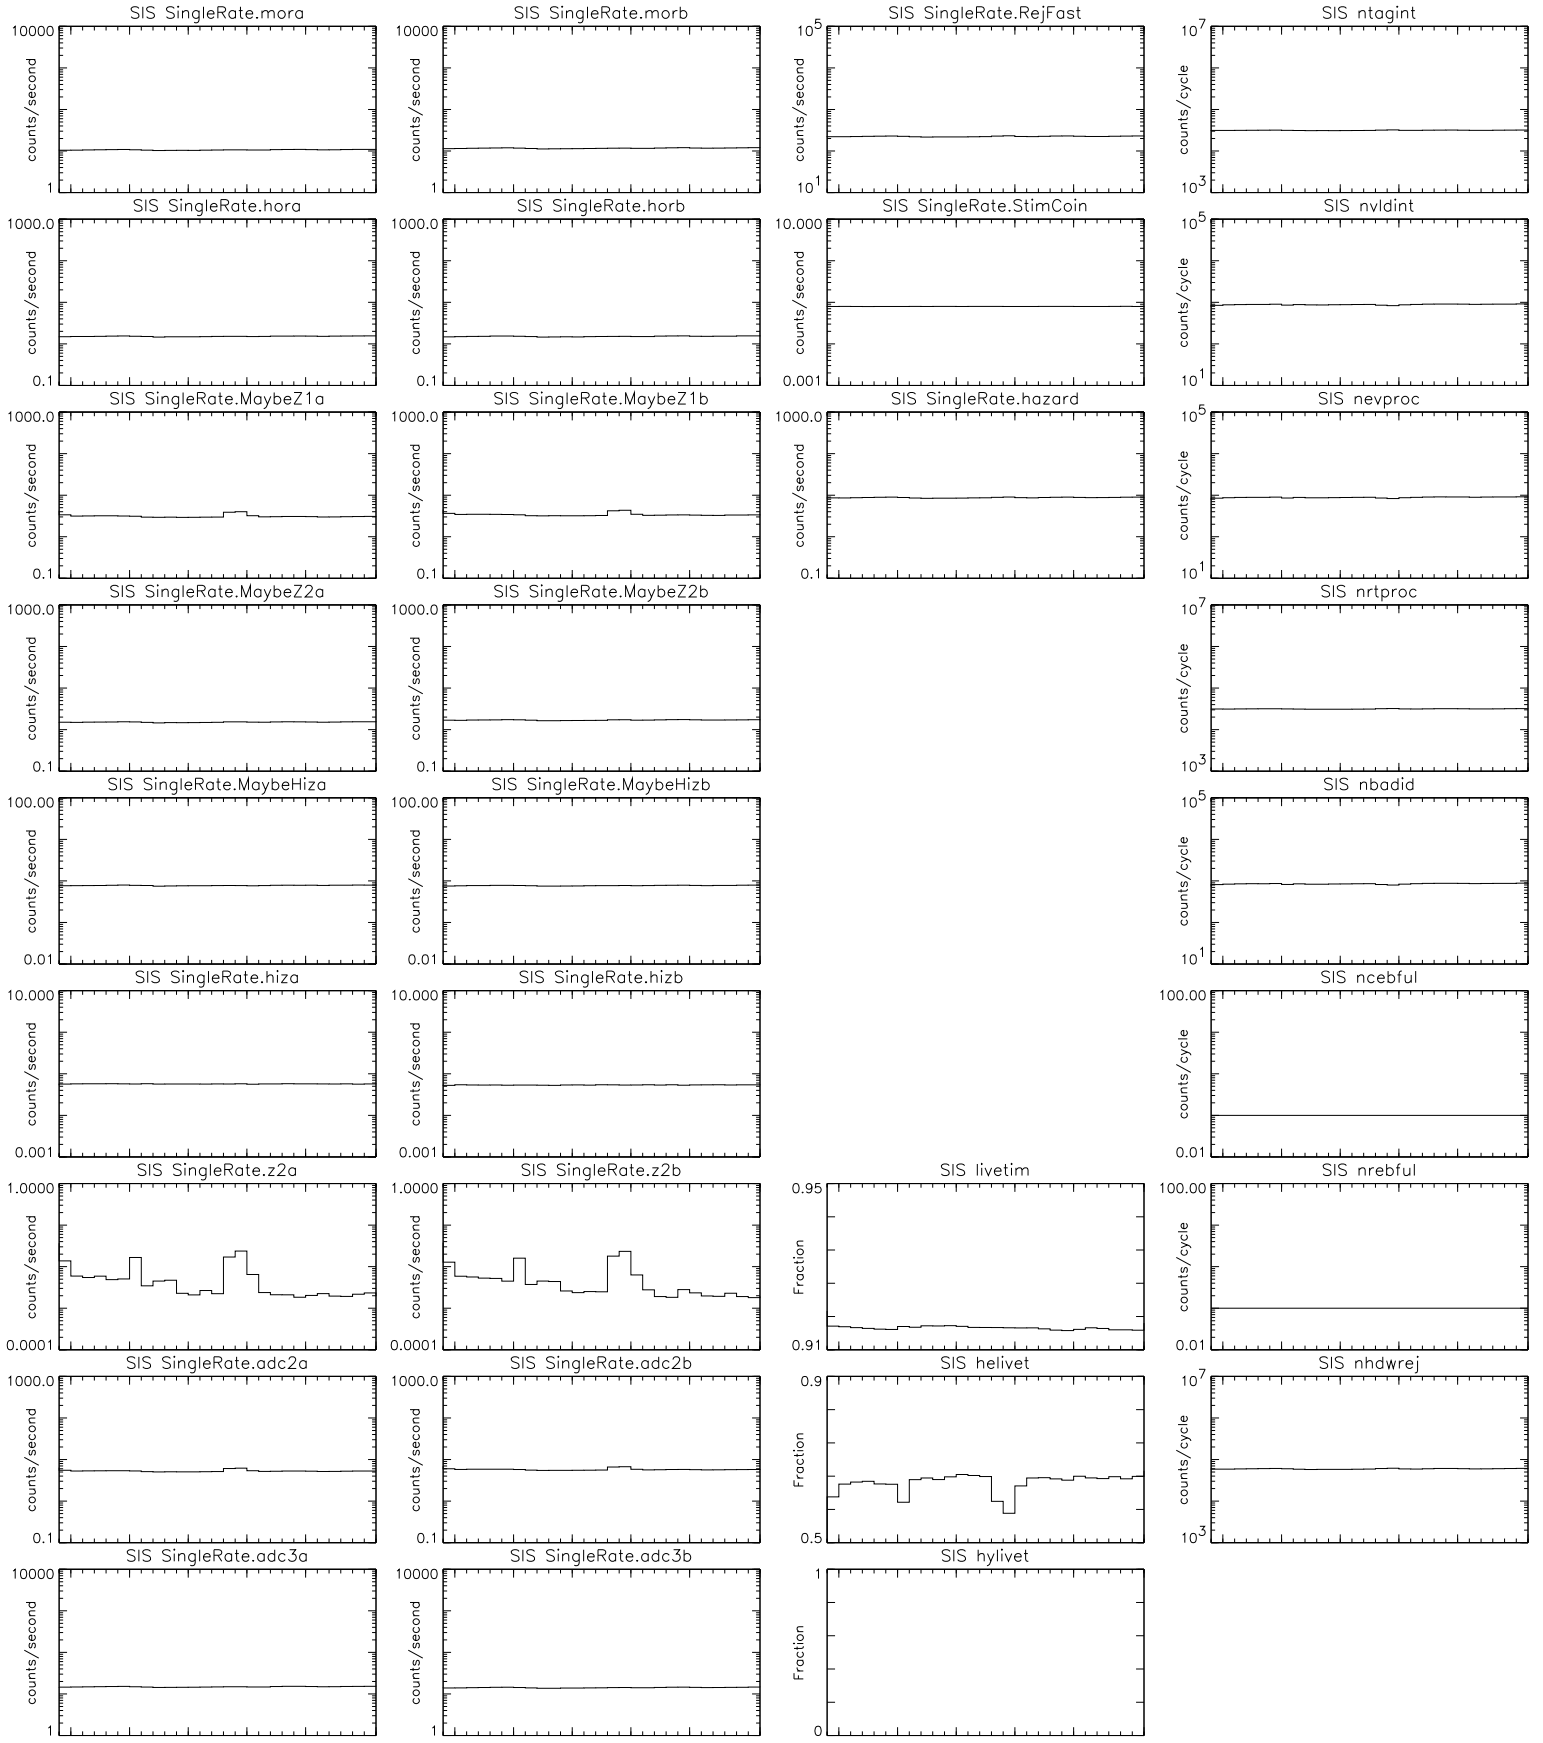 SIS SingleRate.mora
10000
counts/second
1
SIS SingleRate.morb
10000
counts/second
1
SIS SingleRate.RejFast
10^5
counts/second
10^1
SIS ntagint
10^7
counts/cycle
10^3
SIS SingleRate.hora
1000.0
counts/second
0.1
SIS SingleRate.horb
1000.0
counts/second
0.1
SIS SingleRate.StimCoin
10.000
counts/second
0.001
SIS nvldint
10^5
counts/cycle
10^1
SIS SingleRate.MaybeZ1a
1000.0
counts/second
0.1
SIS SingleRate.MaybeZ1b
1000.0
counts/second
0.1
SIS SingleRate.hazard
1000.0
counts/second
0.1
SIS nevproc
10^5
counts/cycle
10^1
SIS SingleRate.MaybeZ2a
1000.0
counts/second
0.1
SIS SingleRate.MaybeZ2b
1000.0
counts/second
0.1
SIS nrtproc
10^7
counts/cycle
10^3
SIS SingleRate.MaybeHiza
100.00
counts/second
0.01
SIS SingleRate.MaybeHizb
100.00
counts/second
0.01
SIS nbadid
10^5
counts/cycle
10^1
SIS SingleRate.hiza
10.000
counts/second
0.001
SIS SingleRate.hizb
10.000
counts/second
0.001
SIS ncebful
100.00
counts/cycle
0.01
SIS SingleRate.z2a
1.0000
counts/second
0.0001
SIS SingleRate.z2b
1.0000
counts/second
0.0001
SIS livetim
0.95
Fraction
0.91
SIS nrebful
100.00
counts/cycle
0.01
SIS SingleRate.adc2a
1000.0
counts/second
0.1
SIS SingleRate.adc2b
1000.0
counts/second
0.1
SIS helivet
0.9
Fraction
0.5
SIS nhdwrej
10^7
counts/cycle
10^3
SIS SingleRate.adc3a
10000
counts/second
1
SIS SingleRate.adc3b
10000
counts/second
1
SIS hylivet
1
Fraction
0